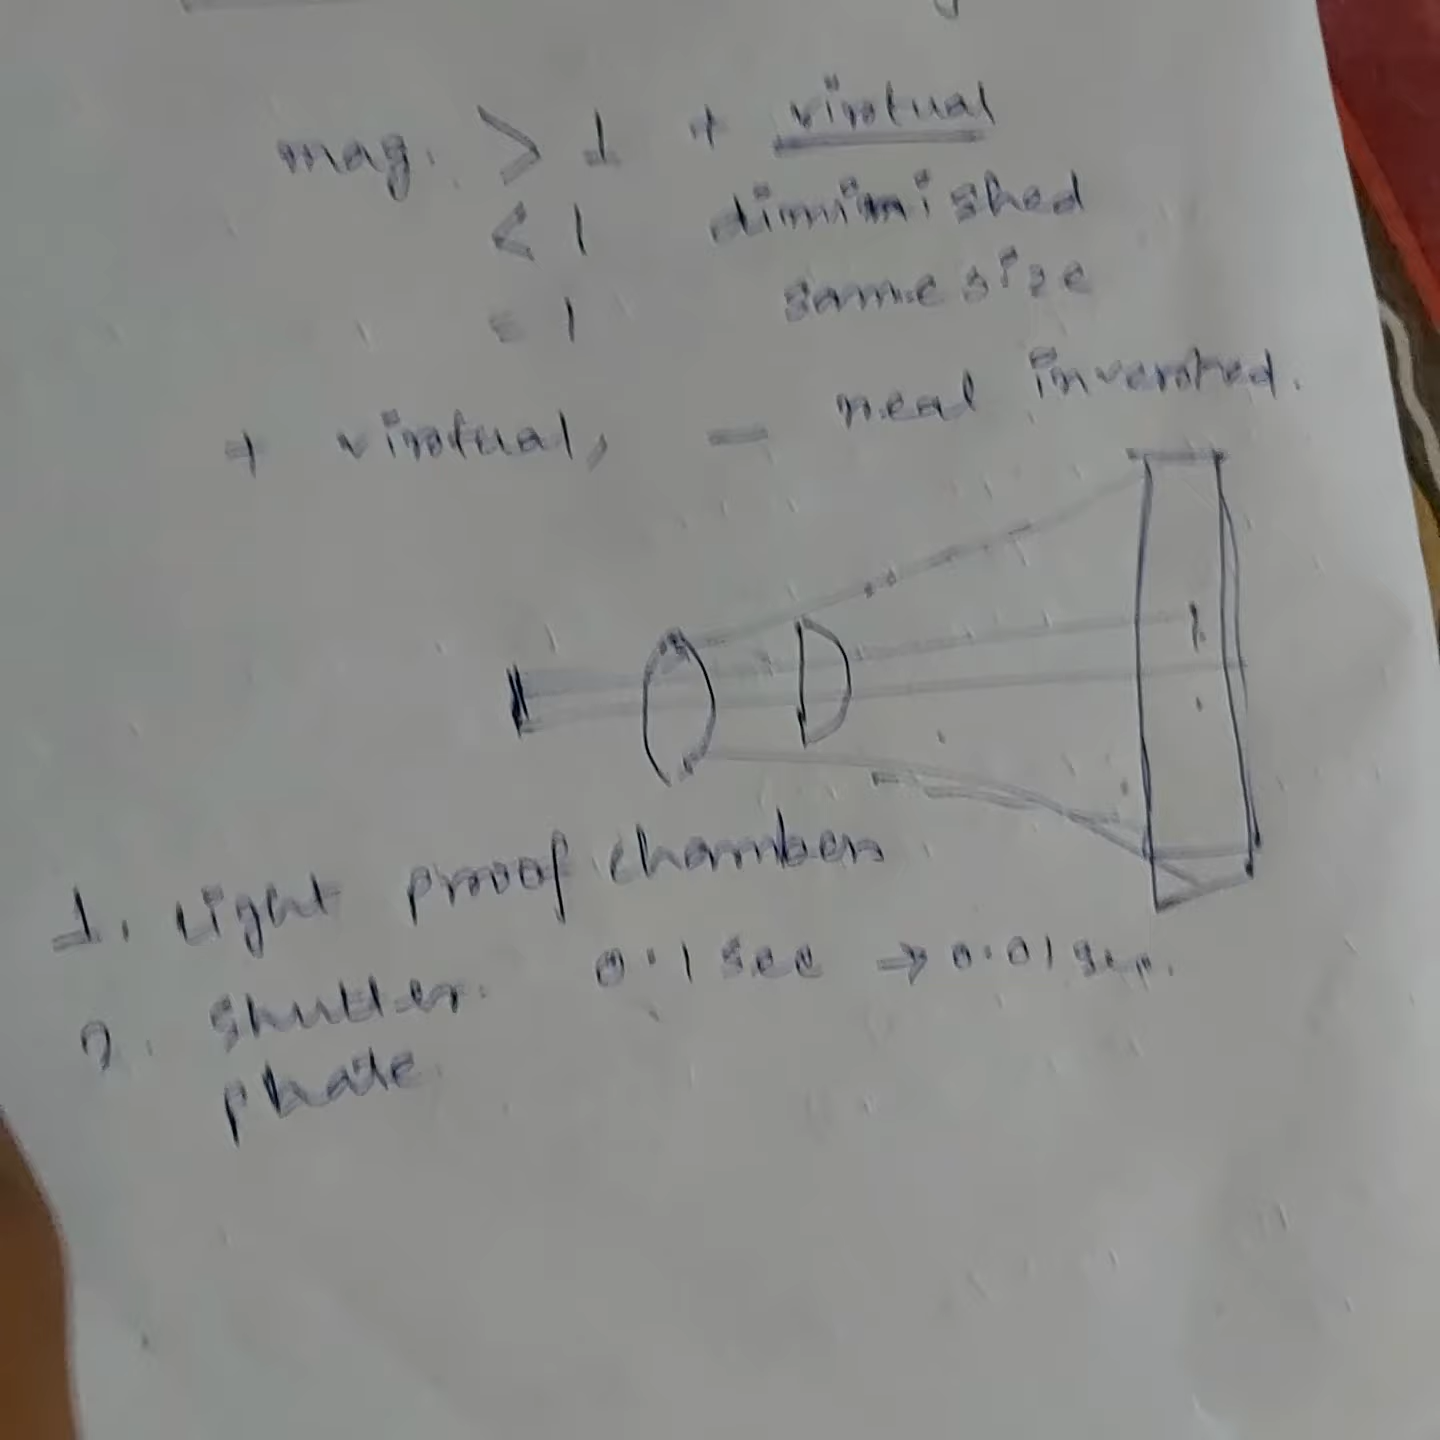 mag. > 1 + virtual
< 1 diminished
= 1 same size
+ virtual, — real inverted.
1. Light proof chamber.
2. Shutter. 0.1 sec → 0.01 sec.